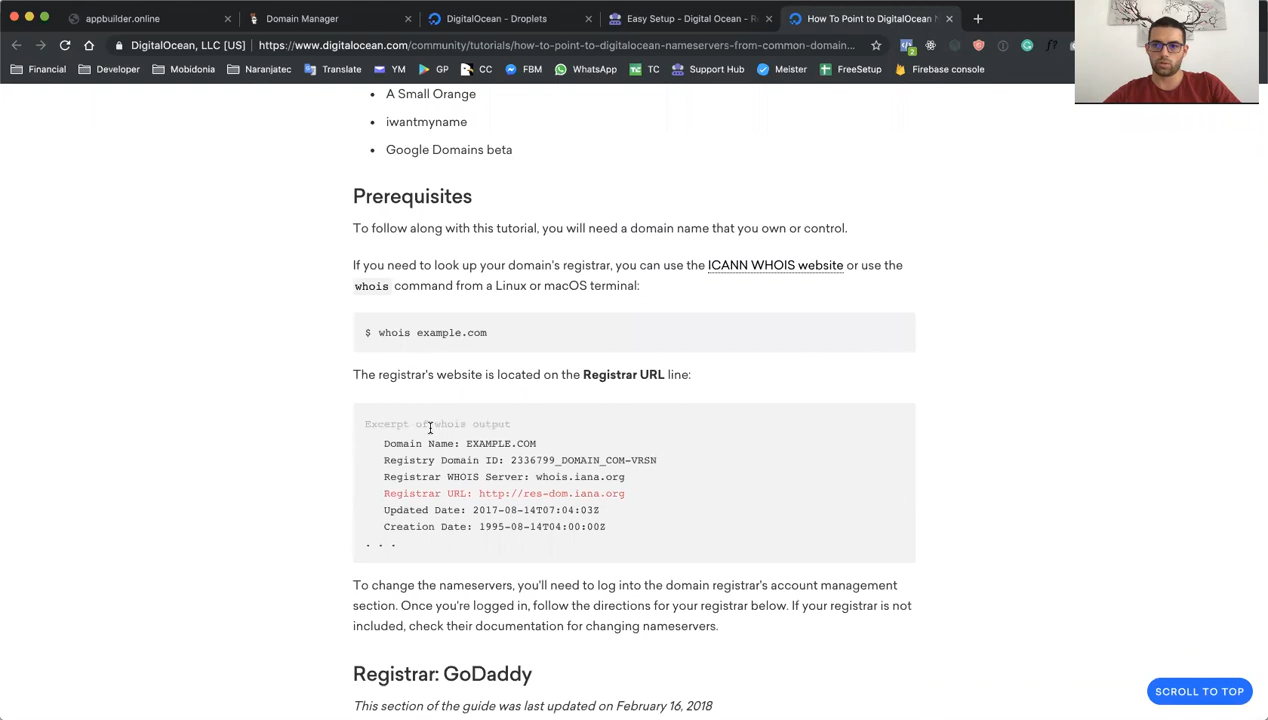 appbuilder.online
Domain Manager
DigitalOcean - Droplets
Easy Setup - Digital Ocean - R
How To Point to DigitalOcean N
DigitalOcean, LLC [US]
https://www.digitalocean.com/community/tutorials/how-to-point-to-digitalocean-nameservers-from-common-domain...
Financial
Developer
Mobidonia
Naranjatec
Translate
YM
GP
CC
FBM
WhatsApp
TC
Support Hub
Meister
FreeSetup
Firebase console
• A Small Orange
• iwantmyname
• Google Domains beta
Prerequisites
To follow along with this tutorial, you will need a domain name that you own or control.
If you need to look up your domain's registrar, you can use the ICANN WHOIS website or use the
whois command from a Linux or macOS terminal:
$ whois example.com
The registrar's website is located on the Registrar URL line:
Excerpt of whois output
Domain Name: EXAMPLE.COM
Registry Domain ID: 2336799_DOMAIN_COM-VRSN
Registrar WHOIS Server: whois.iana.org
Registrar URL: http://res-dom.iana.org
Updated Date: 2017-08-14T07:04:03Z
Creation Date: 1995-08-14T04:00:00Z
. . .
To change the nameservers, you'll need to log into the domain registrar's account management
section. Once you're logged in, follow the directions for your registrar below. If your registrar is not
included, check their documentation for changing nameservers.
Registrar: GoDaddy
This section of the guide was last updated on February 16, 2018
SCROLL TO TOP